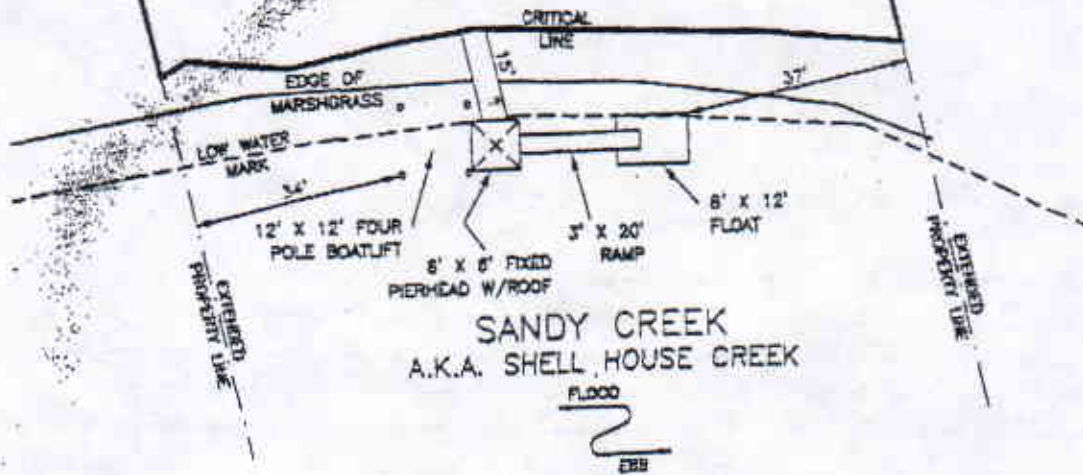 CRITICAL
LINE
15'
37'
EDGE OF
MARSHGRASS
LOW WATER
MARK
34'
12' X 12' FOUR
POLE BOATLIFT
8' X 8' FIXED
PIERHEAD W/ROOF
3' X 20'
RAMP
8' X 12'
FLOAT
EXTENDED
PROPERTY LINE
EXTENDED
PROPERTY LINE
SANDY CREEK
A.K.A. SHELL HOUSE CREEK
FLOOD
EBB